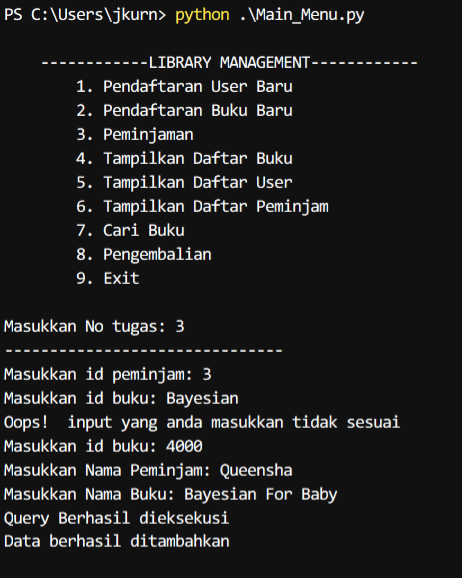 PS C:\Users\jkurn> python .\Main_Menu.py
------------LIBRARY MANAGEMENT------------
1. Pendaftaran User Baru
2. Pendaftaran Buku Baru
3. Peminjaman
4. Tampilkan Daftar Buku
5. Tampilkan Daftar User
6. Tampilkan Daftar Peminjam
7. Cari Buku
8. Pengembalian
9. Exit
Masukkan No tugas: 3
-------------------------------
Masukkan id peminjam: 3
Masukkan id buku: Bayesian
Oops!  input yang anda masukkan tidak sesuai
Masukkan id buku: 4000
Masukkan Nama Peminjam: Queensha
Masukkan Nama Buku: Bayesian For Baby
Query Berhasil dieksekusi
Data berhasil ditambahkan